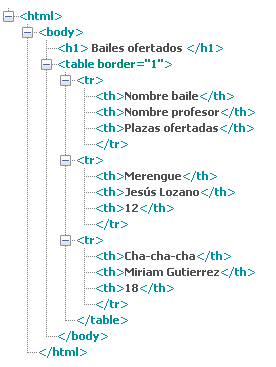 <html>
<body>
<h1> Bailes ofertados </h1>
<table border="1">
<tr>
<th>Nombre baile</th>
<th>Nombre profesor</th>
<th>Plazas ofertadas</th>
</tr>
<tr>
<th>Merengue</th>
<th>Jesús Lozano</th>
<th>12</th>
</tr>
<tr>
<th>Cha-cha-cha</th>
<th>Miriam Gutierrez</th>
<th>18</th>
</tr>
</table>
</body>
</html>